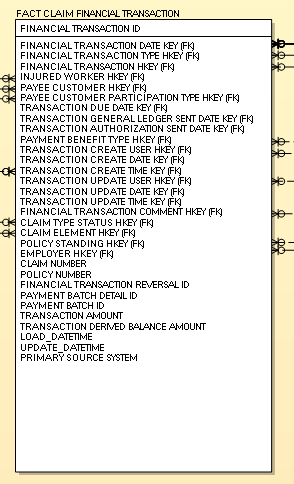 FACT CLAIM FINANCIAL TRANSACTION
FINANCIAL TRANSACTION ID
FINANCIAL TRANSACTION DATE KEY (FK)
FINANCIAL TRANSACTION TYPE HKEY (FK)
FINANCIAL TRANSACTION HKEY (FK)
INJURED WORKER HKEY (FK)
PAYEE CUSTOMER HKEY (FK)
PAYEE CUSTOMER PARTICIPATION TYPE HKEY (FK)
TRANSACTION DUE DATE KEY (FK)
TRANSACTION GENERAL LEDGER SENT DATE KEY (FK)
TRANSACTION AUTHORIZATION SENT DATE KEY (FK)
PAYMENT BENEFIT TYPE HKEY (FK)
TRANSACTION CREATE USER HKEY (FK)
TRANSACTION CREATE DATE KEY (FK)
TRANSACTION CREATE TIME KEY (FK)
TRANSACTION UPDATE USER HKEY (FK)
TRANSACTION UPDATE DATE KEY (FK)
TRANSACTION UPDATE TIME KEY (FK)
FINANCIAL TRANSACTION COMMENT HKEY (FK)
CLAIM TYPE STATUS HKEY (FK)
CLAIM ELEMENT HKEY (FK)
POLICY STANDING HKEY (FK)
EMPLOYER HKEY (FK)
CLAIM NUMBER
POLICY NUMBER
FINANCIAL TRANSACTION REVERSAL ID
PAYMENT BATCH DETAIL ID
PAYMENT BATCH ID
TRANSACTION AMOUNT
TRANSACTION DERIVED BALANCE AMOUNT
LOAD_DATETIME
UPDATE_DATETIME
PRIMARY SOURCE SYSTEM